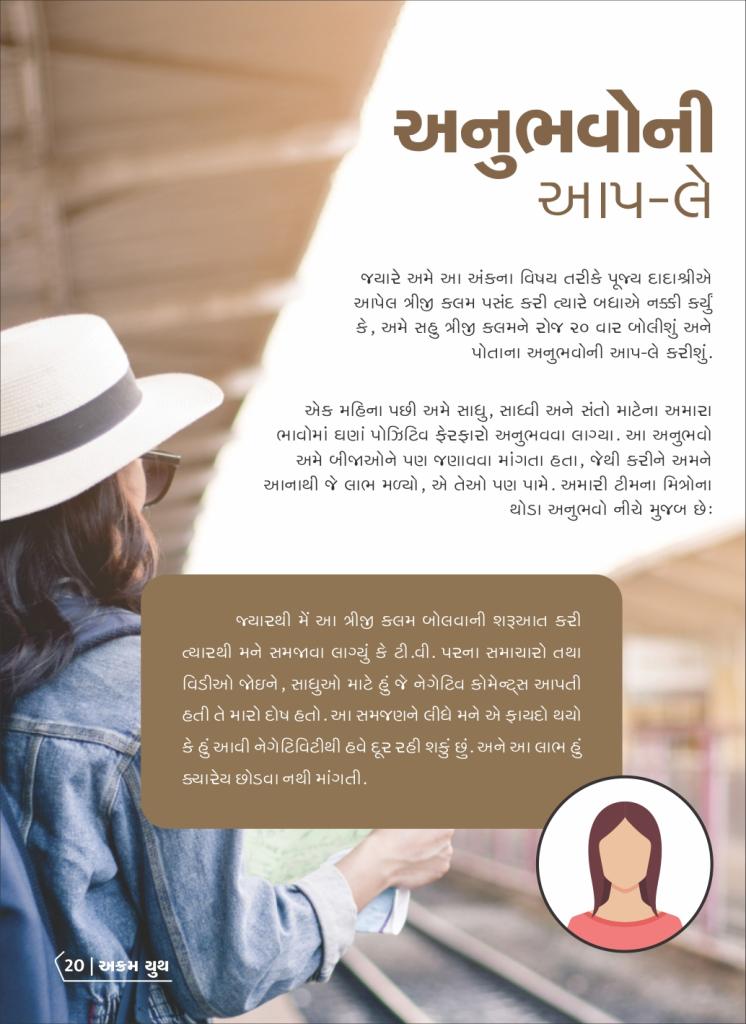 અનુભવોની
આપ-લે
જ્યારે અમે આ અંકના વિષય તરીકે પૂજ્ય દાદાશ્રીએ
આપેલ ત્રીજી કલમ પસંદ કરી ત્યારે બધાએ નક્કી કર્યું
કે, અમે સહુ ત્રીજી કલમને રોજ ૨૦ વાર બોલીશું અને
પોતાના અનુભવોની આપ-લે કરીશું.
એક મહિના પછી અમે સાધુ, સાધ્વી અને સંતો માટેના અમારા
ભાવોમાં ઘણાં પોઝિટિવ ફેરફારો અનુભવવા લાગ્યા. આ અનુભવો
અમે બીજાઓને પણ જણાવવા માંગતા હતા, જેથી કરીને અમને
આનાથી જે લાભ મળ્યો, એ તેઓ પણ પામે. અમારી ટીમના મિત્રોના
થોડા અનુભવો નીચે મુજબ છેઃ
જ્યારથી મેં આ ત્રીજી કલમ બોલવાની શરૂઆત કરી
ત્યારથી મને સમજાવા લાગ્યું કે ટી.વી. પરના સમાચારો તથા
વિડીઓ જોઇને, સાધુઓ માટે હું જે નેગેટિવ કોમેન્ટ્સ આપતી
હતી તે મારો દોષ હતો. આ સમજણને લીધે મને એ ફાયદો થયો
કે હું આવી નેગેટિવિટીથી હવે દૂર રહી શકું છું. અને આ લાભ હું
ક્યારેય છોડવા નથી માંગતી.
20 | અક્રમ યુથ